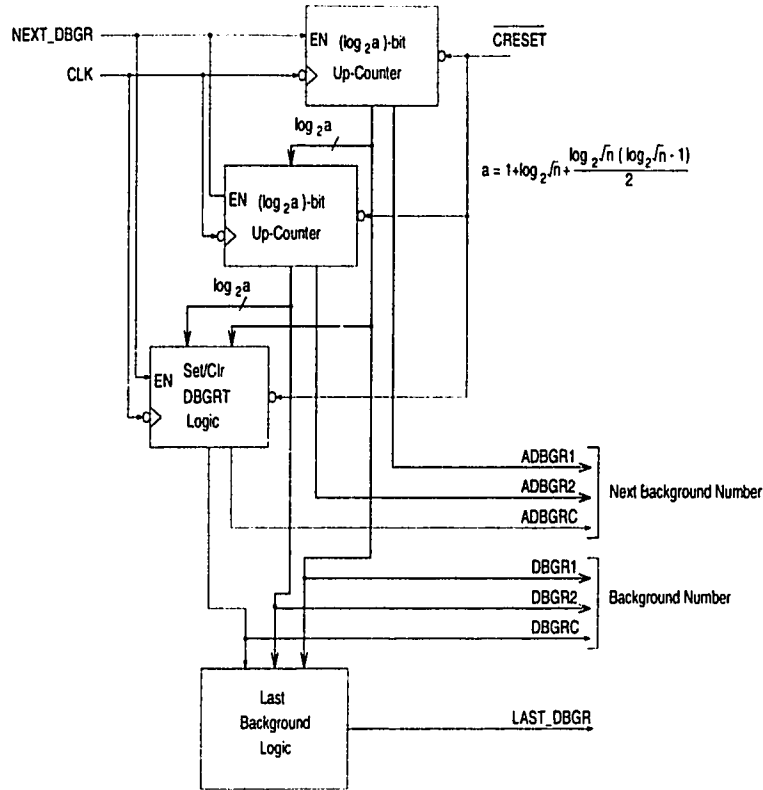 NEXT_DBGR
CLK
EN (log₂a)-bit
Up-Counter
CRESET
log₂a
a = 1+log₂√n+ log₂√n ( log₂√n - 1) / 2
EN (log₂a)-bit
Up-Counter
log₂a
EN Set/Clr
DBGRT
Logic
ADBGR1
ADBGR2
ADBGRC
Next Background Number
DBGR1
DBGR2
DBGRC
Background Number
Last
Background
Logic
LAST_DBGR